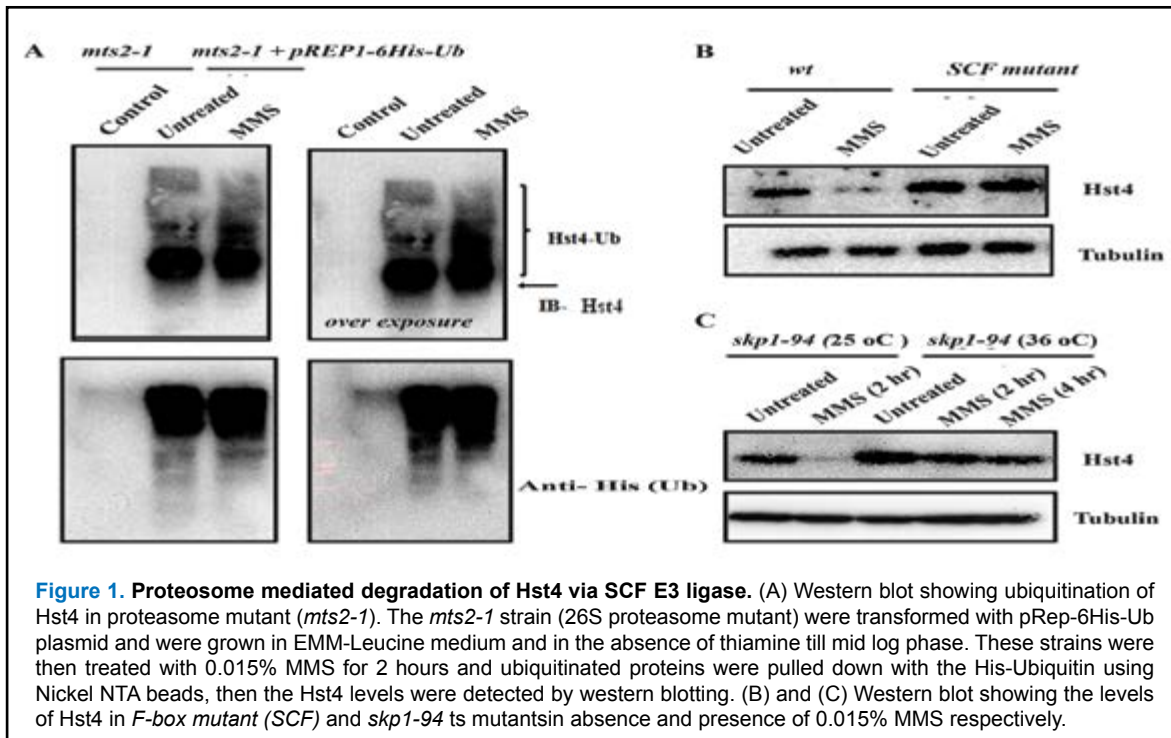 A
mts2-1 mts2-1 + pREP1-6His-Ub
Control
Untreated
MMS
Control
Untreated
MMS
Hst4-Ub
IB- Hst4
over exposure
Anti- His (Ub)
B
wt SCF mutant
Untreated
MMS
Untreated
MMS
Hst4
Tubulin
C
skp1-94 (25 oC ) skp1-94 (36 oC)
Untreated
MMS (2 hr)
Untreated
MMS (2 hr)
MMS (4 hr)
Hst4
Tubulin
Figure 1. Proteosome mediated degradation of Hst4 via SCF E3 ligase. (A) Western blot showing ubiquitination of
Hst4 in proteasome mutant (mts2-1). The mts2-1 strain (26S proteasome mutant) were transformed with pRep-6His-Ub
plasmid and were grown in EMM-Leucine medium and in the absence of thiamine till mid log phase. These strains were
then treated with 0.015% MMS for 2 hours and ubiquitinated proteins were pulled down with the His-Ubiquitin using
Nickel NTA beads, then the Hst4 levels were detected by western blotting. (B) and (C) Western blot showing the levels
of Hst4 in F-box mutant (SCF) and skp1-94 ts mutantsin absence and presence of 0.015% MMS respectively.